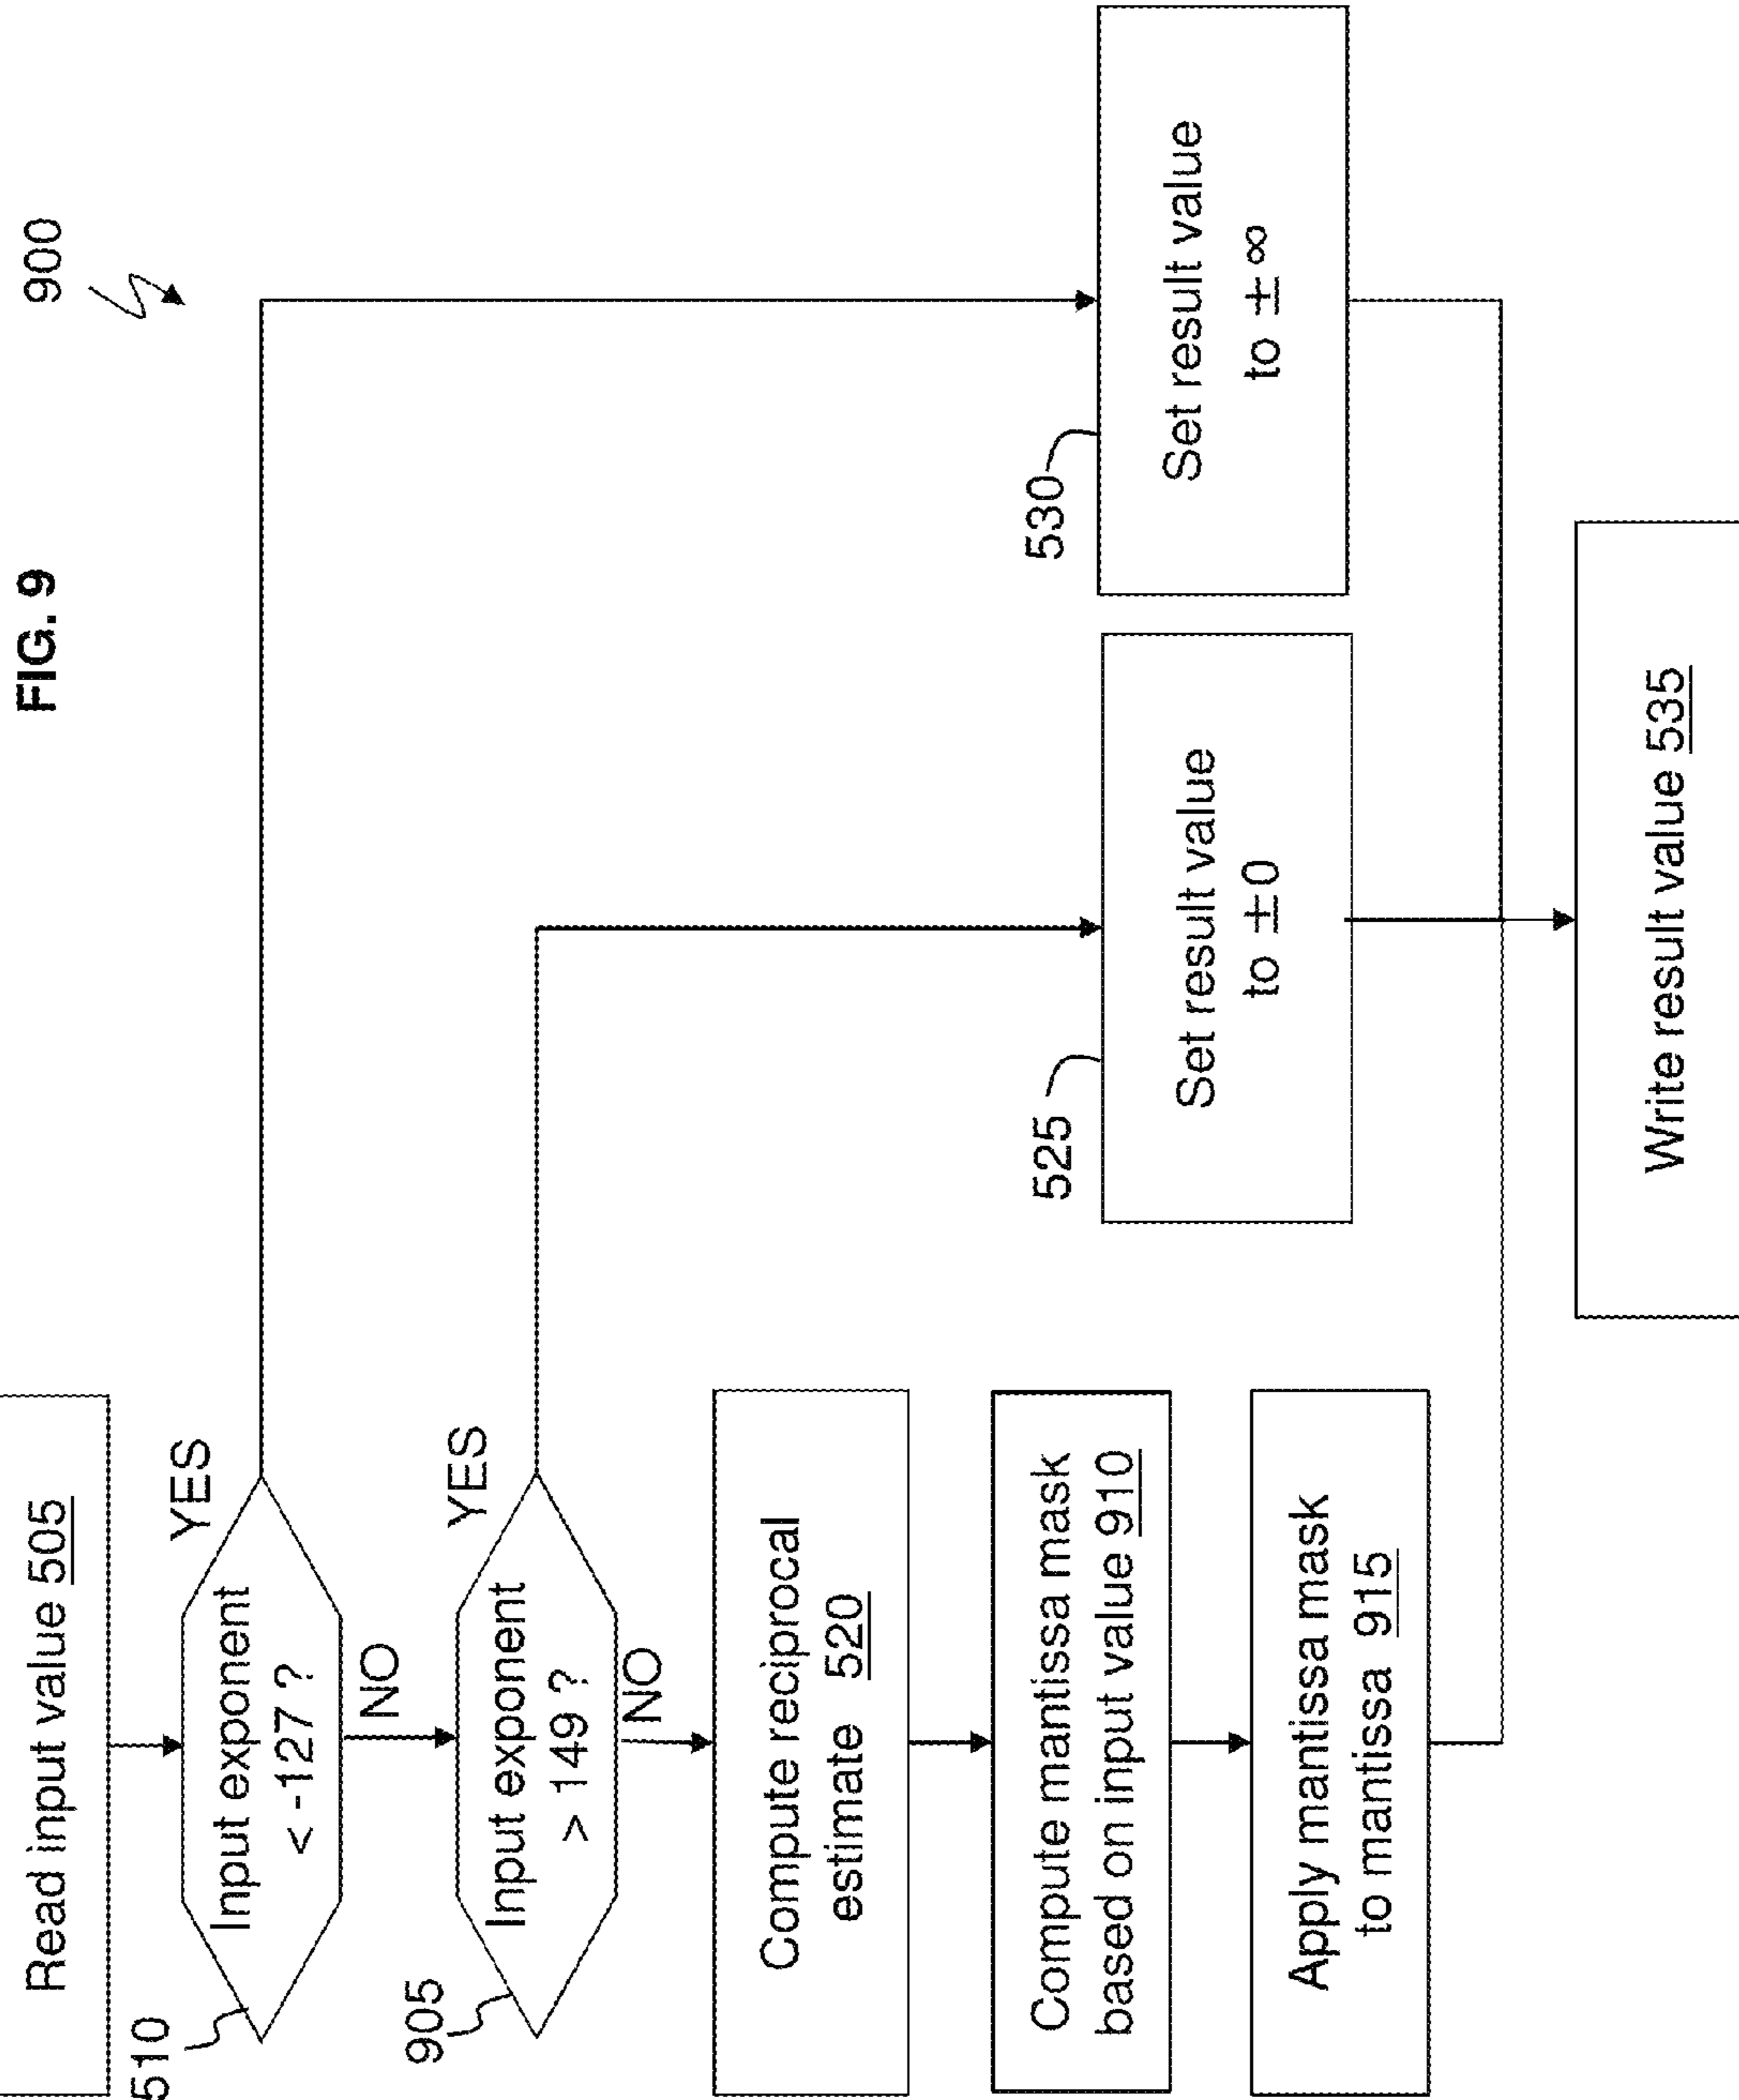 FIG. 9
900
Read input value 505
510
Input exponent
< -127 ?
YES
NO
905
Input exponent
> 149 ?
YES
NO
Compute reciprocal
estimate 520
Compute mantissa mask
based on input value 910
Apply mantissa mask
to mantissa 915
525
Set result value
to ±0
530
Set result value
to ±∞
Write result value 535